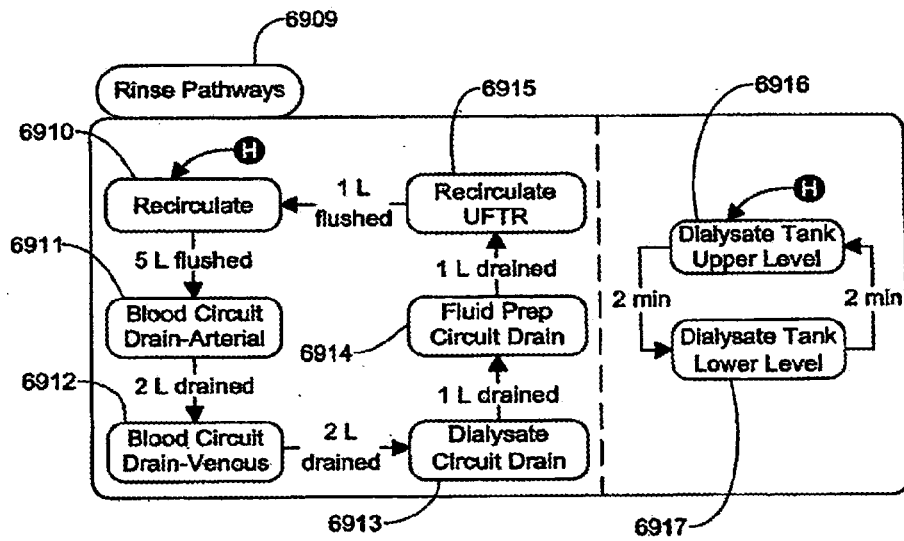 6909
Rinse Pathways
6910
H
Recirculate
6915
Recirculate
UFTR
1 L
flushed
5 L flushed
6911
Blood Circuit
Drain-Arterial
2 L drained
6912
Blood Circuit
Drain-Venous
2 L
drained
Dialysate
Circuit Drain
6913
1 L drained
Fluid Prep
Circuit Drain
6914
1 L drained
6916
H
Dialysate Tank
Upper Level
2 min
2 min
Dialysate Tank
Lower Level
6917